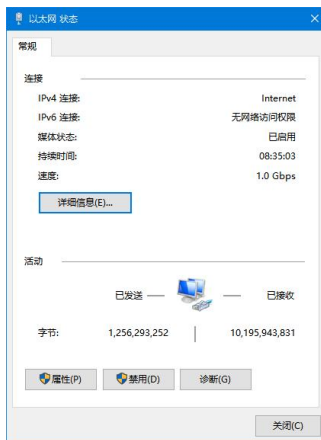 以太网 状态
常规
连接
IPv4 连接: Internet
IPv6 连接: 无网络访问权限
媒体状态: 已启用
持续时间: 08:35:03
速度: 1.0 Gbps
详细信息(E)...
活动
已发送 — — 已接收
字节: 1,256,293,252 | 10,195,943,831
属性(P) 禁用(D) 诊断(G)
关闭(C)